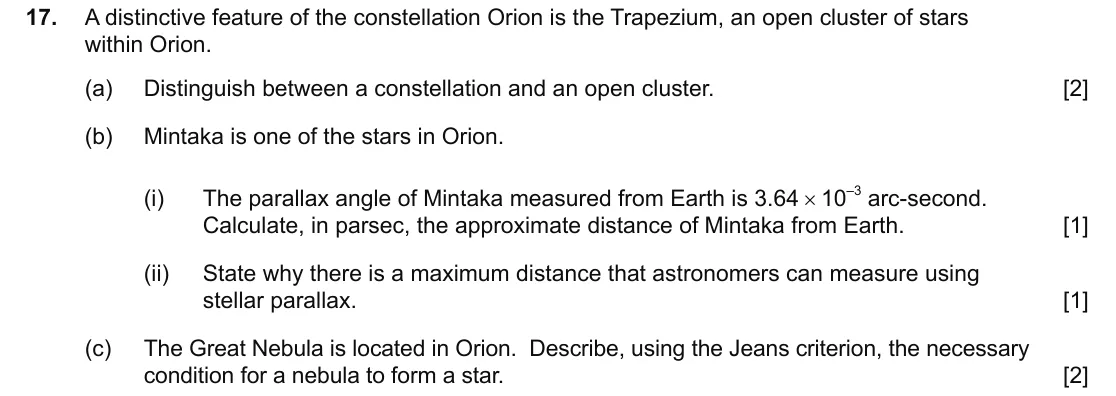 17. A distinctive feature of the constellation Orion is the Trapezium, an open cluster of stars
within Orion.
(a) Distinguish between a constellation and an open cluster. [2]
(b) Mintaka is one of the stars in Orion.
(i) The parallax angle of Mintaka measured from Earth is 3.64 × 10⁻³ arc-second.
Calculate, in parsec, the approximate distance of Mintaka from Earth. [1]
(ii) State why there is a maximum distance that astronomers can measure using
stellar parallax. [1]
(c) The Great Nebula is located in Orion. Describe, using the Jeans criterion, the necessary
condition for a nebula to form a star. [2]